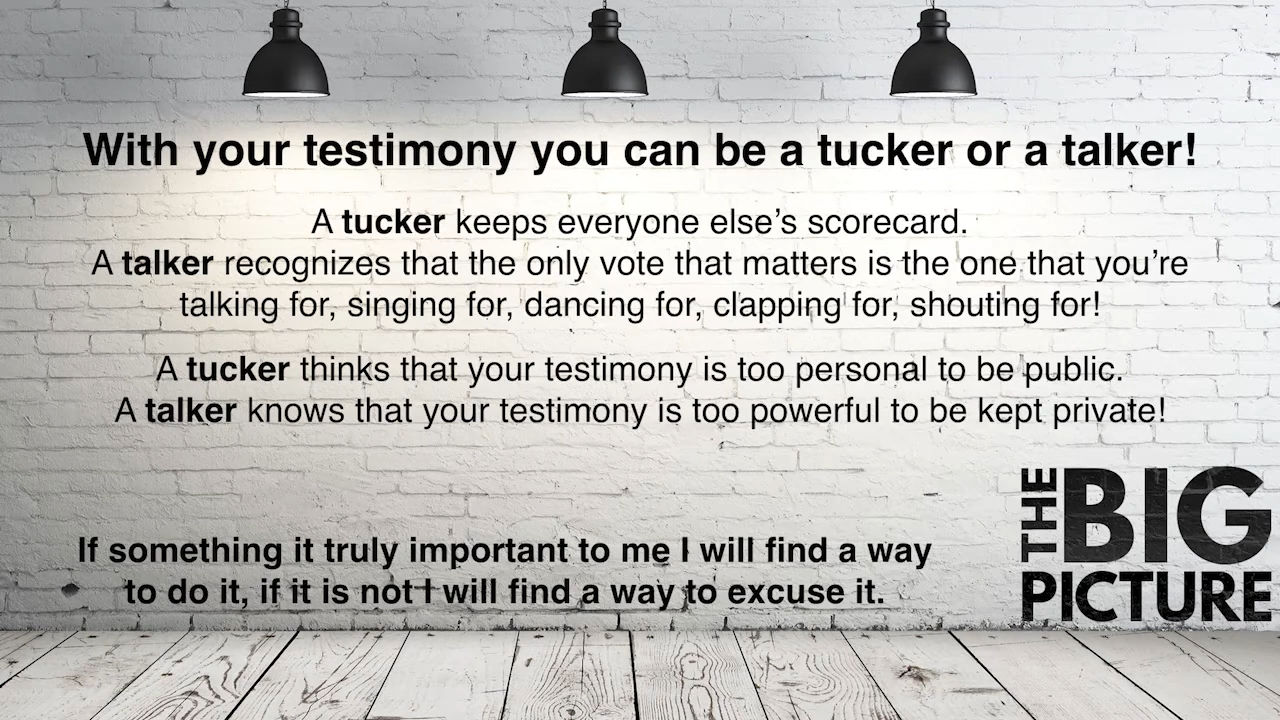 With your testimony you can be a tucker or a talker!
A tucker keeps everyone else's scorecard.
A talker recognizes that the only vote that matters is the one that you're
talking for, singing for, dancing for, clapping for, shouting for!
A tucker thinks that your testimony is too personal to be public.
A talker knows that your testimony is too powerful to be kept private!
If something it truly important to me I will find a way
to do it, if it is not I will find a way to excuse it.
THE BIG
PICTURE